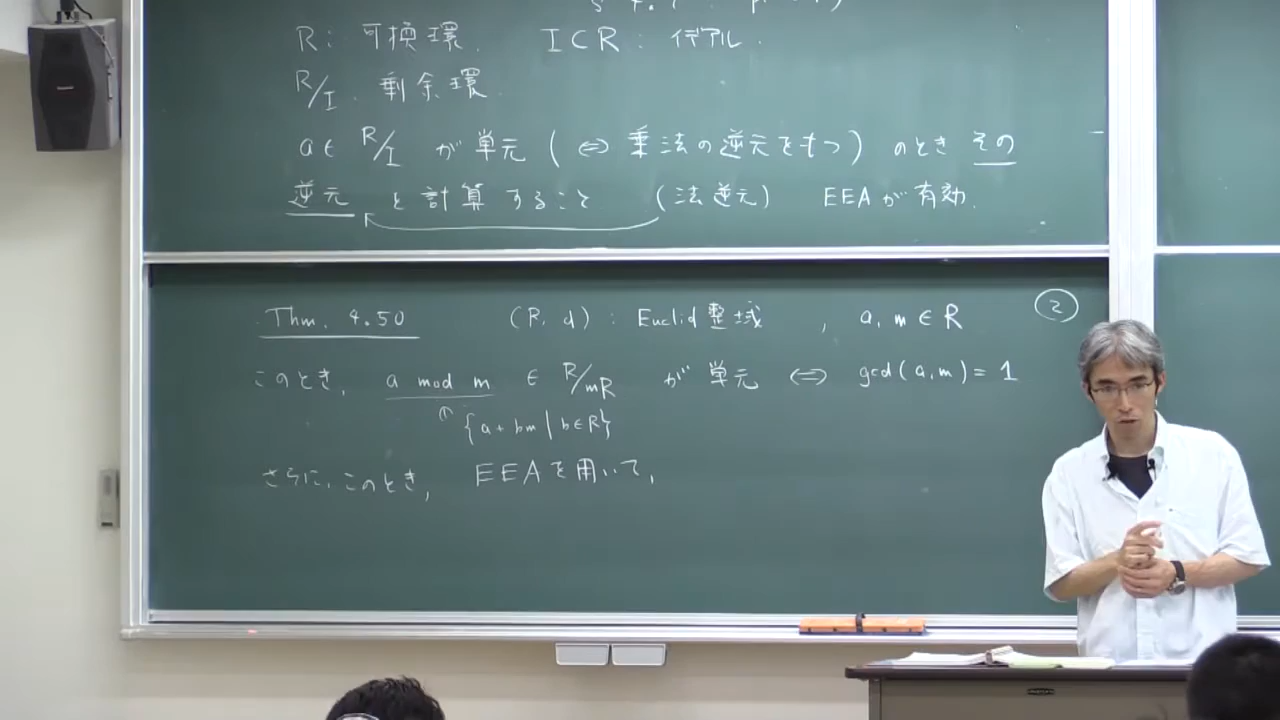 R: 可換環. I⊂R: イデアル.
R/I. 剰余環.
a∈ R/I が単元 (⇔ 乗法の逆元をもつ) のとき その
逆元 を計算すること (法逆元) EEAが有効.
Thm. 4.50 (R, d): Euclid整域, a, m ∈ R ②
このとき, a mod m ∈ R/mR が 単元 ⇔ gcd(a, m) = 1
{a+bm | b∈R}
さらに, このとき, EEAを用いて,